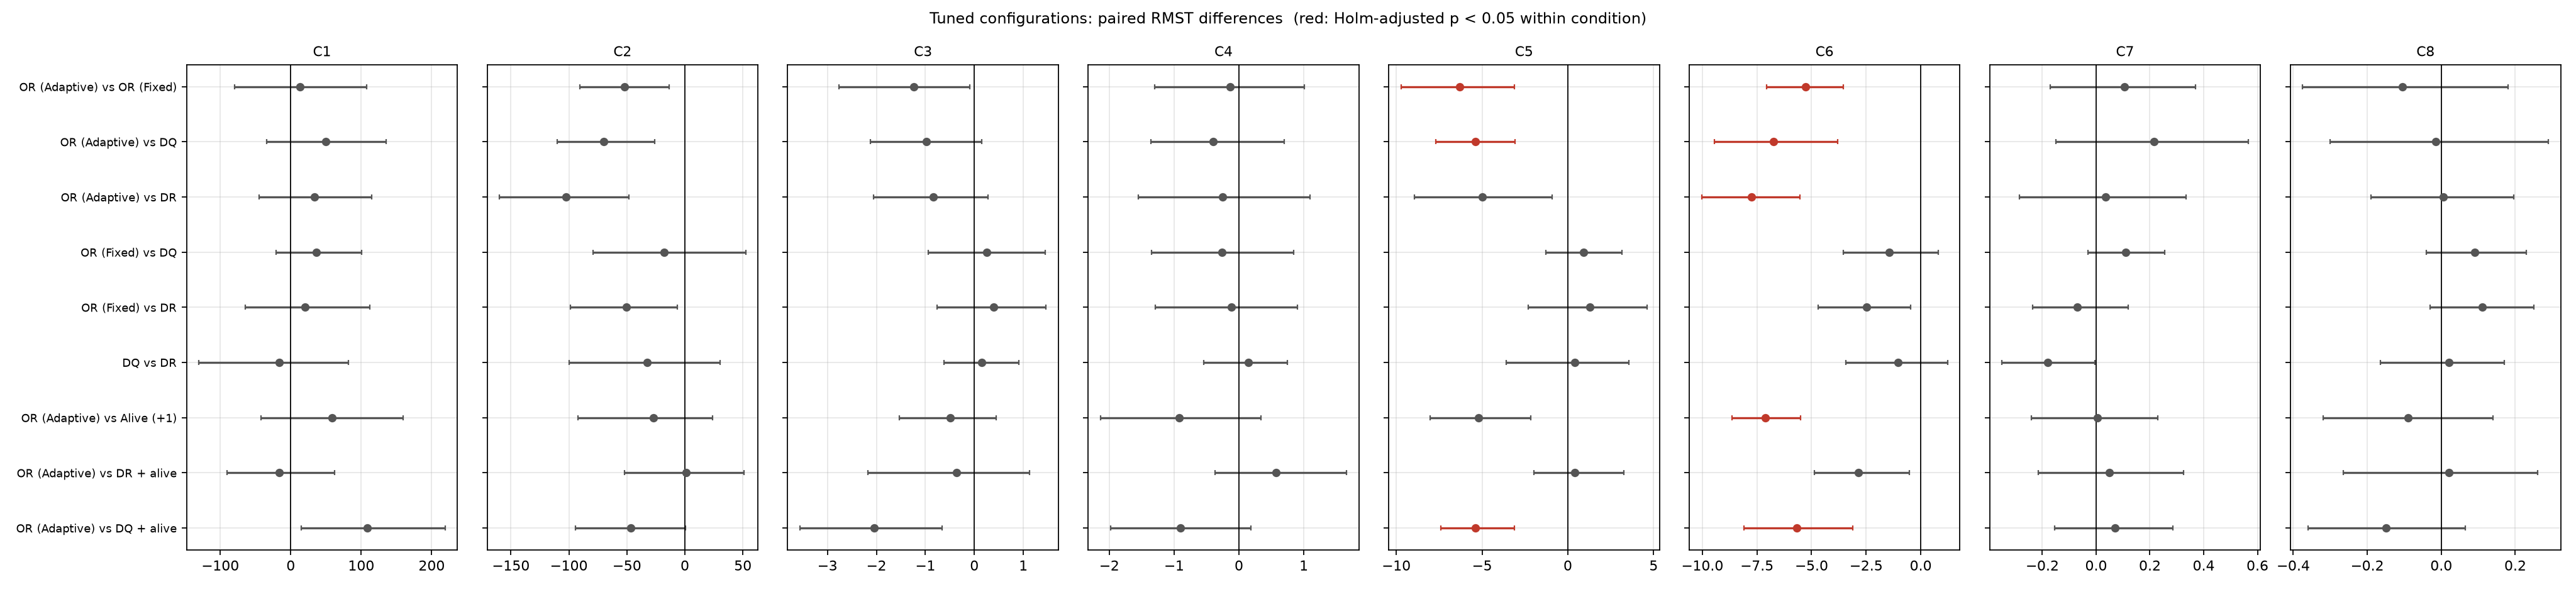 Tuned configurations: paired RMST differences  (red: Holm-adjusted p < 0.05 within condition)
C1 C2 C3 C4 C5 C6 C7 C8
OR (Adaptive) vs OR (Fixed)
OR (Adaptive) vs DQ
OR (Adaptive) vs DR
OR (Fixed) vs DQ
OR (Fixed) vs DR
DQ vs DR
OR (Adaptive) vs Alive (+1)
OR (Adaptive) vs DR + alive
OR (Adaptive) vs DQ + alive
−100 0 100 200 −150 −100 −50 0 50 −3 −2 −1 0 1 −2 −1 0 1 −10 −5 0 5 −10.0 −7.5 −5.0 −2.5 0.0 −0.2 0.0 0.2 0.4 0.6 −0.4 −0.2 0.0 0.2